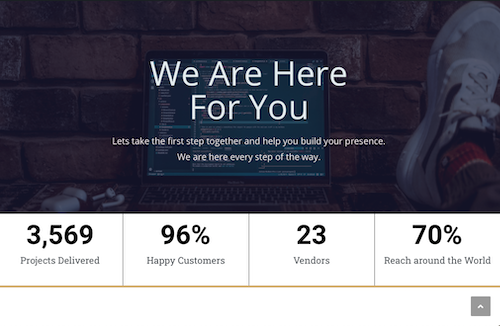 We Are Here
For You
Lets take the first step together and help you build your presence.
We are here every step of the way.
3,569
Projects Delivered
96%
Happy Customers
23
Vendors
70%
Reach around the World